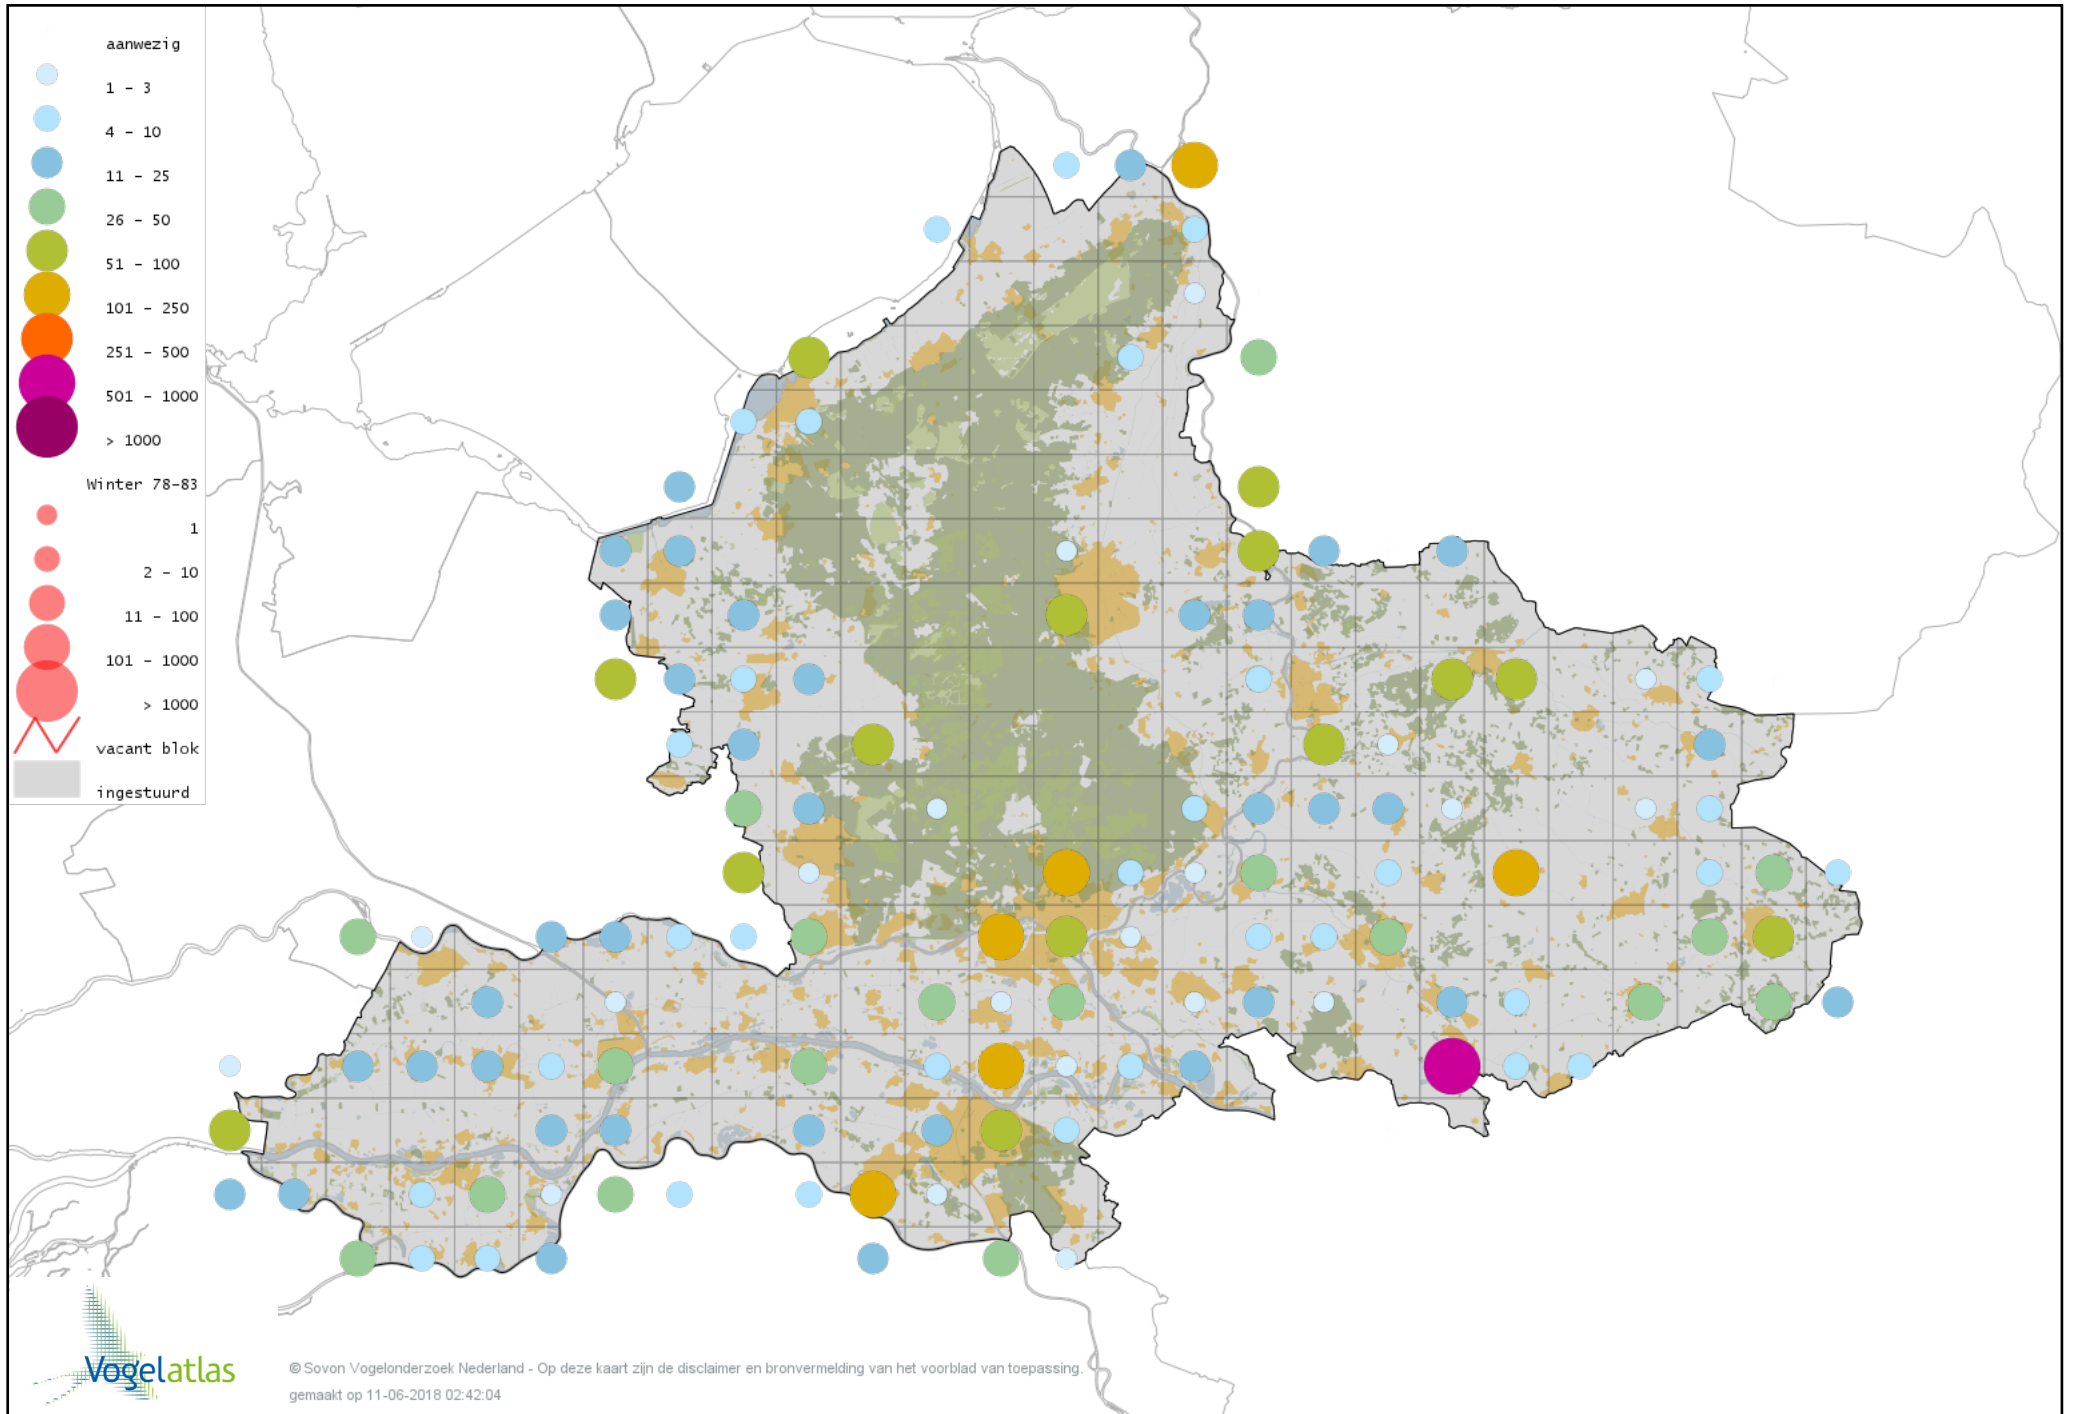 aanwezig
1 - 3
4 - 10
11 - 25
26 - 50
51 - 100
101 - 250
251 - 500
501 - 1000
> 1000
Winter 78-83
1
2 - 10
11 - 100
101 - 1000
> 1000
vacant blok
ingestuurd
Vogelatlas
© Sovon Vogelonderzoek Nederland - Op deze kaart zijn de disclaimer en bronvermelding van het voorblad van toepassing.
gemaakt op 11-06-2018 02:42:04